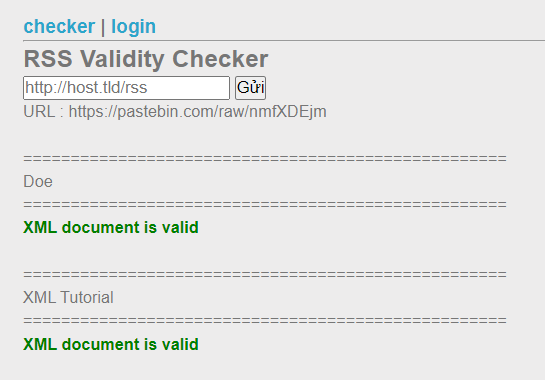 checker | login
RSS Validity Checker
http://host.tld/rss Gửi
URL : https://pastebin.com/raw/nmfXDEjm
===================================================
Doe
===================================================
XML document is valid
===================================================
XML Tutorial
===================================================
XML document is valid